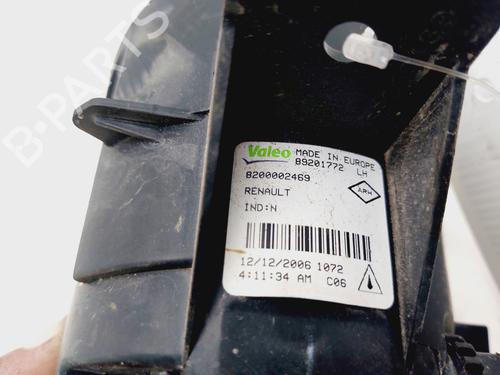 B-PARTS
Valeo MADE IN EUROPE
89201772 LH
8200002469
RENAULT
ARH
IND:N
12/12/2006 1072
4:11:34 AM C06